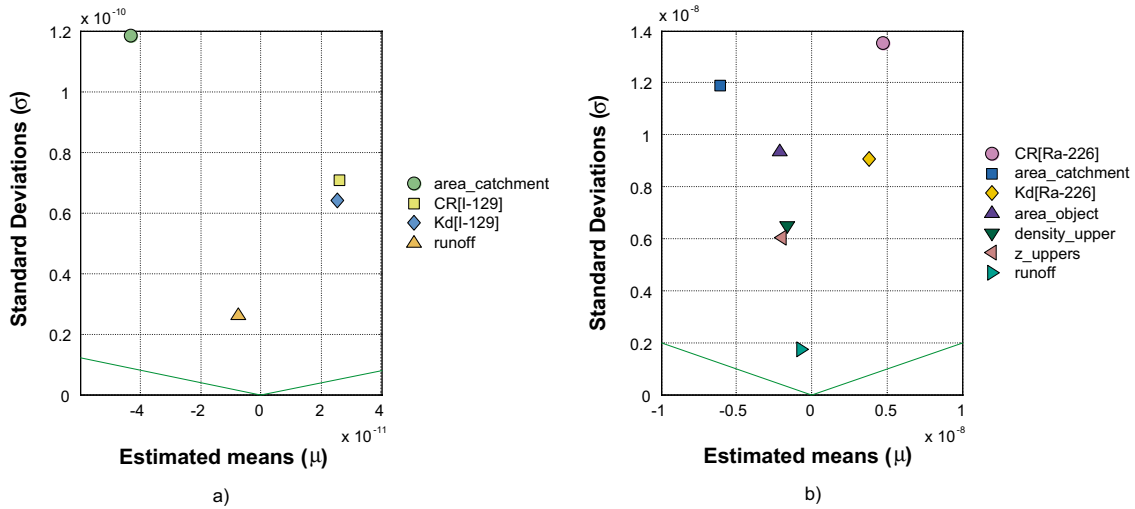 x 10-10
1.2
1
0.8
0.6
0.4
0.2
0
-4
-2
0
2
4
x 10-11
Standard Deviations (σ)
Estimated means (μ)
area_catchment
CR[I-129]
Kd[I-129]
runoff
a)
x 10-8
1.4
1.2
1
0.8
0.6
0.4
0.2
0
-1
-0.5
0
0.5
1
x 10-8
Standard Deviations (σ)
Estimated means (μ)
CR[Ra-226]
area_catchment
Kd[Ra-226]
area_object
density_upper
z_uppers
runoff
b)